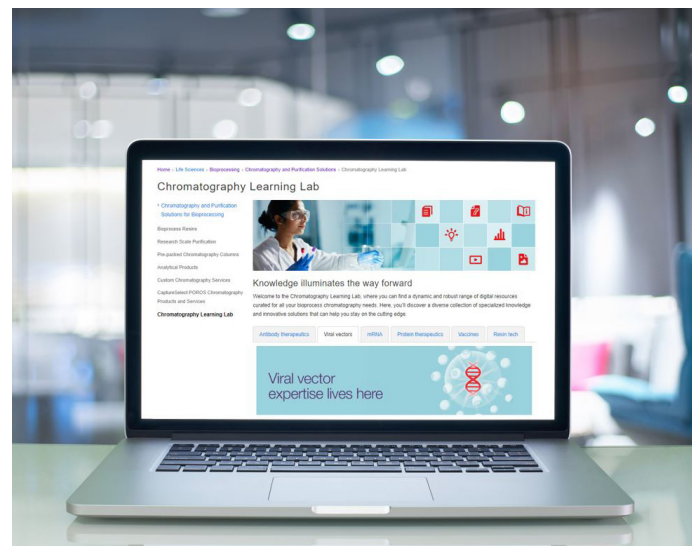 Home › Life Sciences › Bioprocessing › Chromatography and Purification Solutions › Chromatography Learning Lab
Chromatography Learning Lab
‹ Chromatography and Purification
Solutions for Bioprocessing
Bioprocess Resins
Research Scale Purification
Pre-packed Chromatography Columns
Analytical Products
Custom Chromatography Services
CaptureSelect POROS Chromatography
Products and Services
Chromatography Learning Lab
Knowledge illuminates the way forward
Welcome to the Chromatography Learning Lab, where you can find a dynamic and robust range of digital resources
curated for all your bioprocess chromatography needs. Here, you'll discover a diverse collection of specialized knowledge
and innovative solutions that can help you stay on the cutting edge.
Antibody therapeutics Viral vectors mRNA Protein therapeutics Vaccines Resin tech
Viral vector
expertise lives here